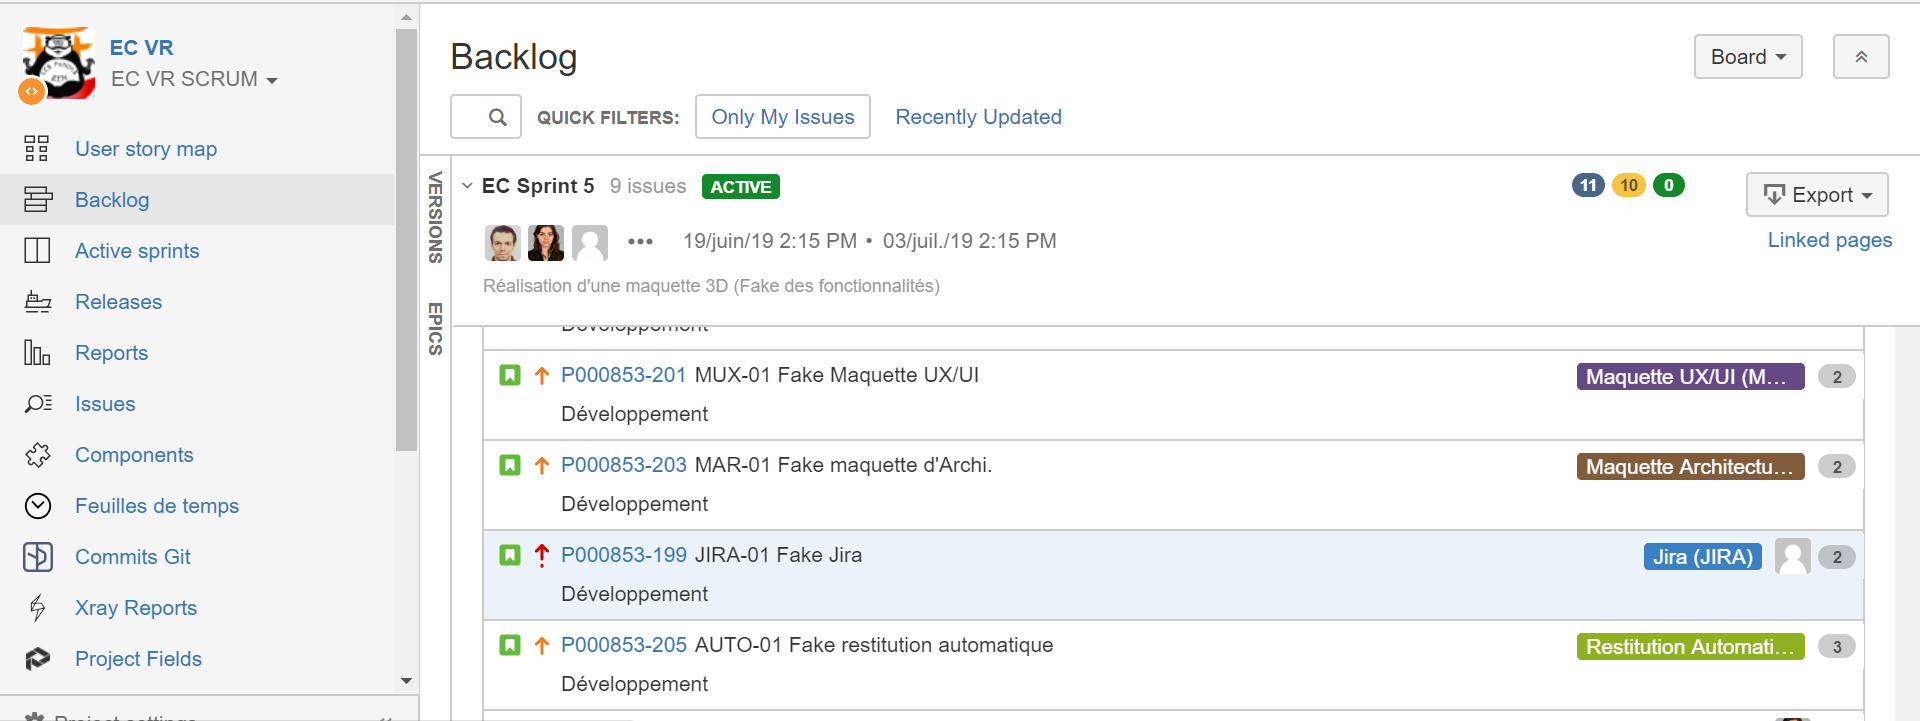 EC VR
EC VR SCRUM
User story map
Backlog
Active sprints
Releases
Reports
Issues
Components
Feuilles de temps
Commits Git
Xray Reports
Project Fields
Project settings
Backlog
Board
QUICK FILTERS: Only My Issues Recently Updated
VERSIONS
EPICS
EC Sprint 5 9 issues ACTIVE 11 10 0
Export
19/juin/19 2:15 PM • 03/juil./19 2:15 PM
Linked pages
Réalisation d'une maquette 3D (Fake des fonctionnalités)
Développement
P000853-201 MUX-01 Fake Maquette UX/UI Maquette UX/UI (M... 2
Développement
P000853-203 MAR-01 Fake maquette d'Archi. Maquette Architectu... 2
Développement
P000853-199 JIRA-01 Fake Jira Jira (JIRA) 2
Développement
P000853-205 AUTO-01 Fake restitution automatique Restitution Automati... 3
Développement